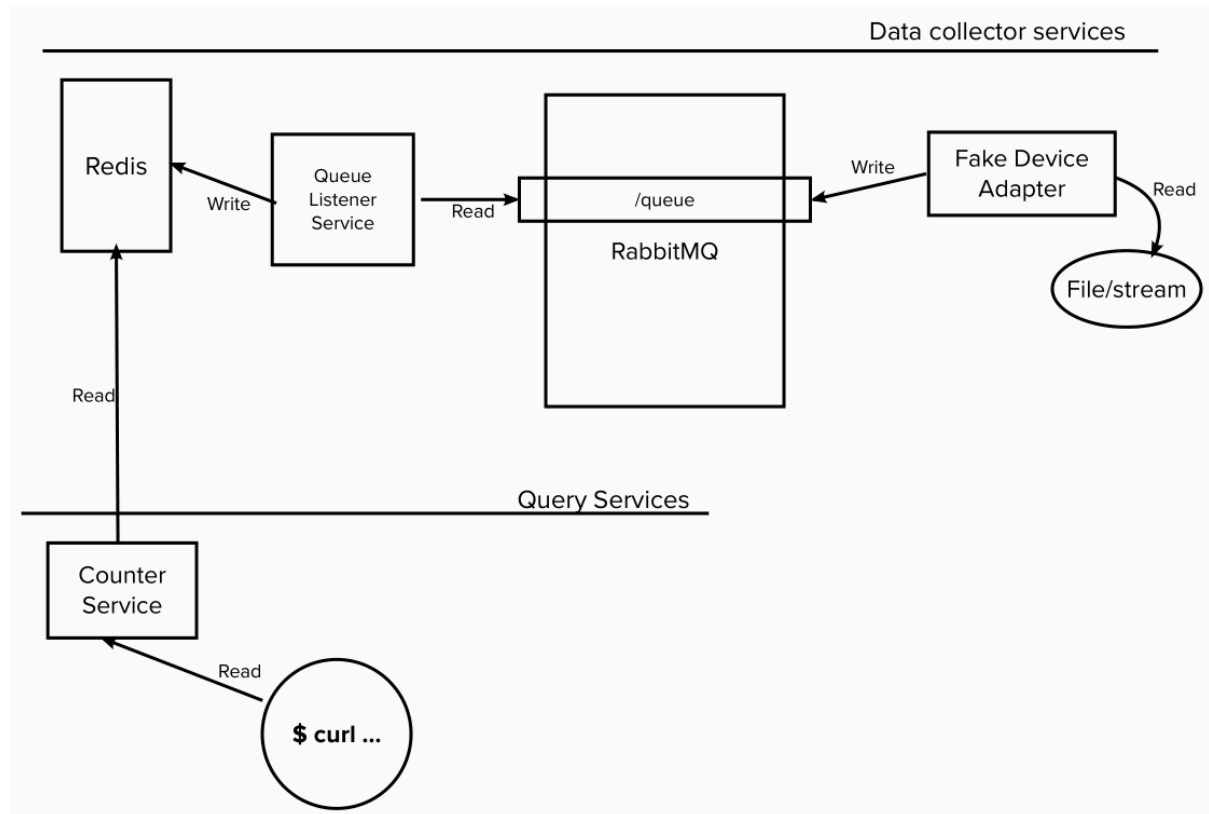 Data collector services
Redis
Write
Queue
Listener
Service
Read
/queue
RabbitMQ
Write
Fake Device
Adapter
Read
File/stream
Read
Query Services
Counter
Service
Read
$ curl ...